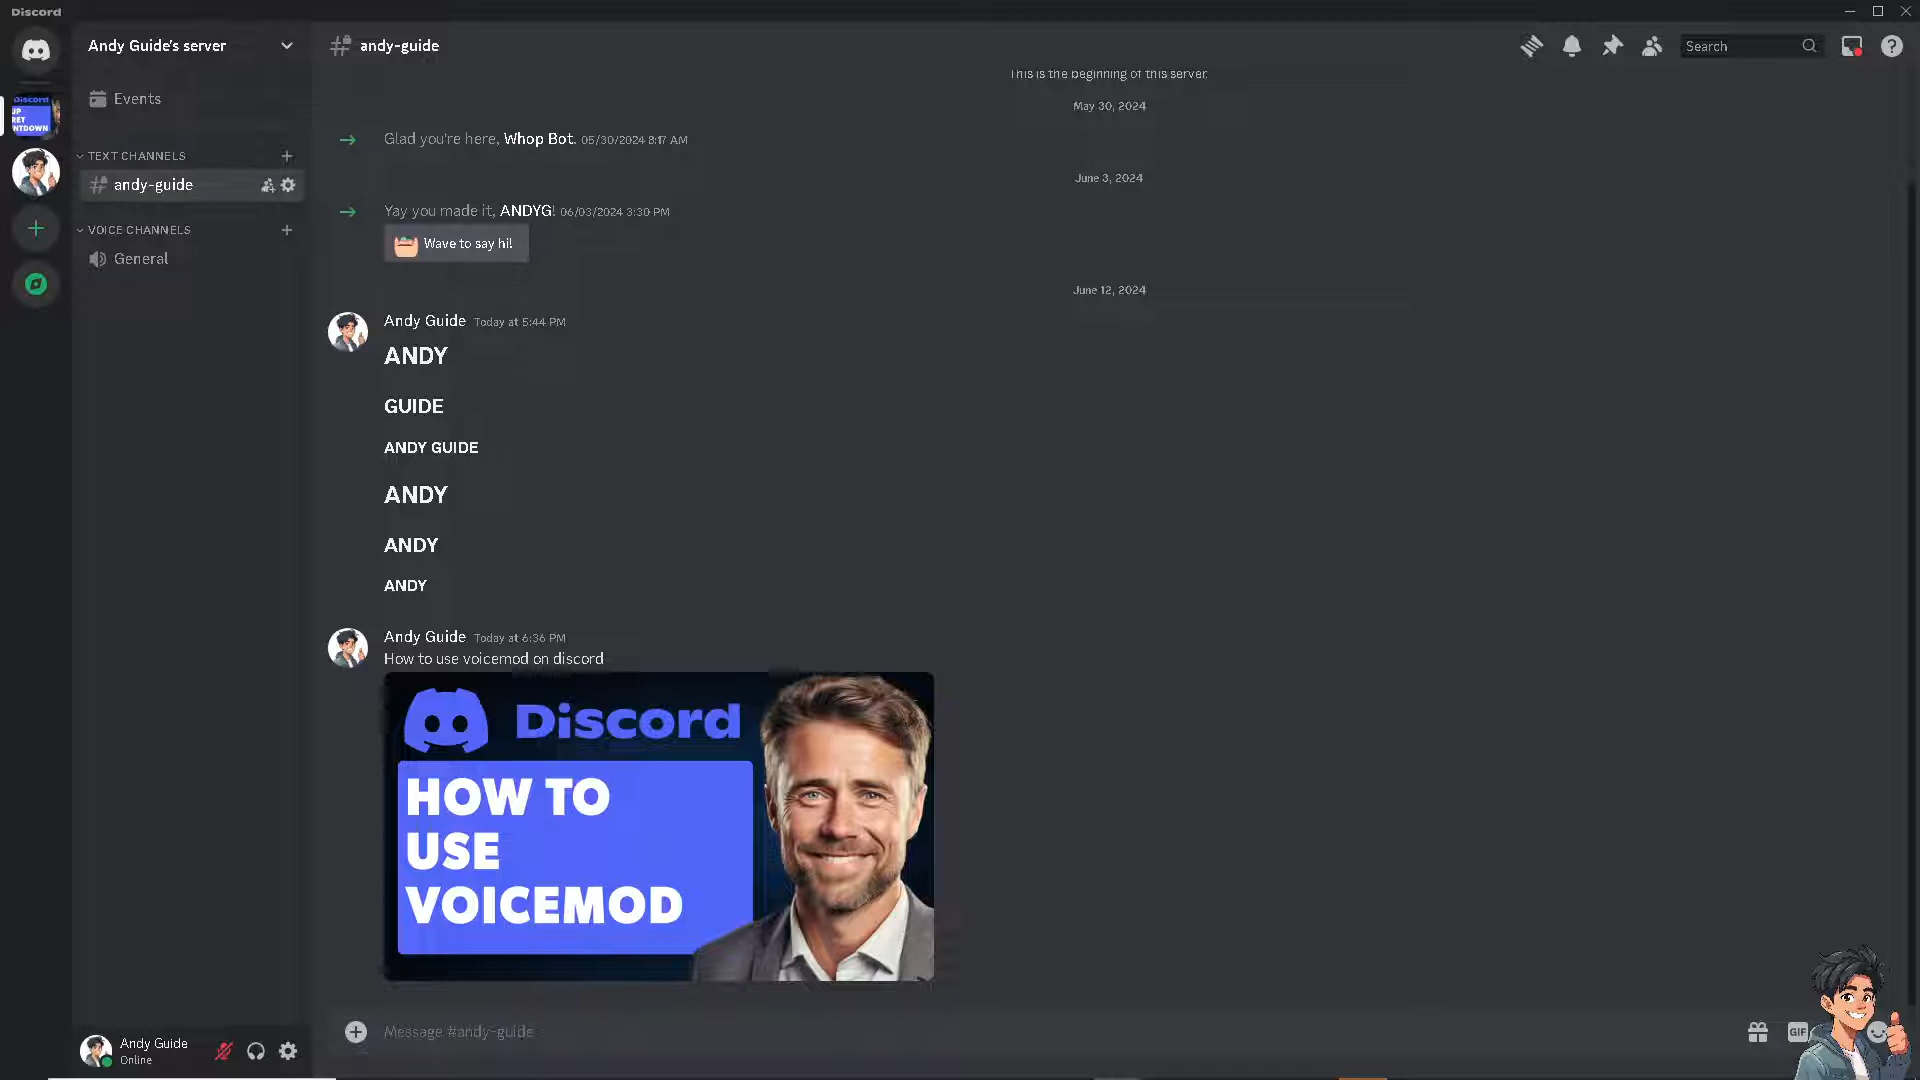 Discord
Andy Guide's server
andy-guide
Search
Events
TEXT CHANNELS
andy-guide
VOICE CHANNELS
General
This is the beginning of this server.
May 30, 2024
Glad you're here, Whop Bot. 05/30/2024 8:17 AM
June 3, 2024
Yay you made it, ANDYG! 06/03/2024 3:30 PM
Wave to say hi!
June 12, 2024
Andy Guide Today at 5:44 PM
ANDY
GUIDE
ANDY GUIDE
ANDY
ANDY
ANDY
Andy Guide Today at 6:36 PM
How to use voicemod on discord
Discord
HOW TO
USE
VOICEMOD
Message #andy-guide
GIF
Andy Guide
Online